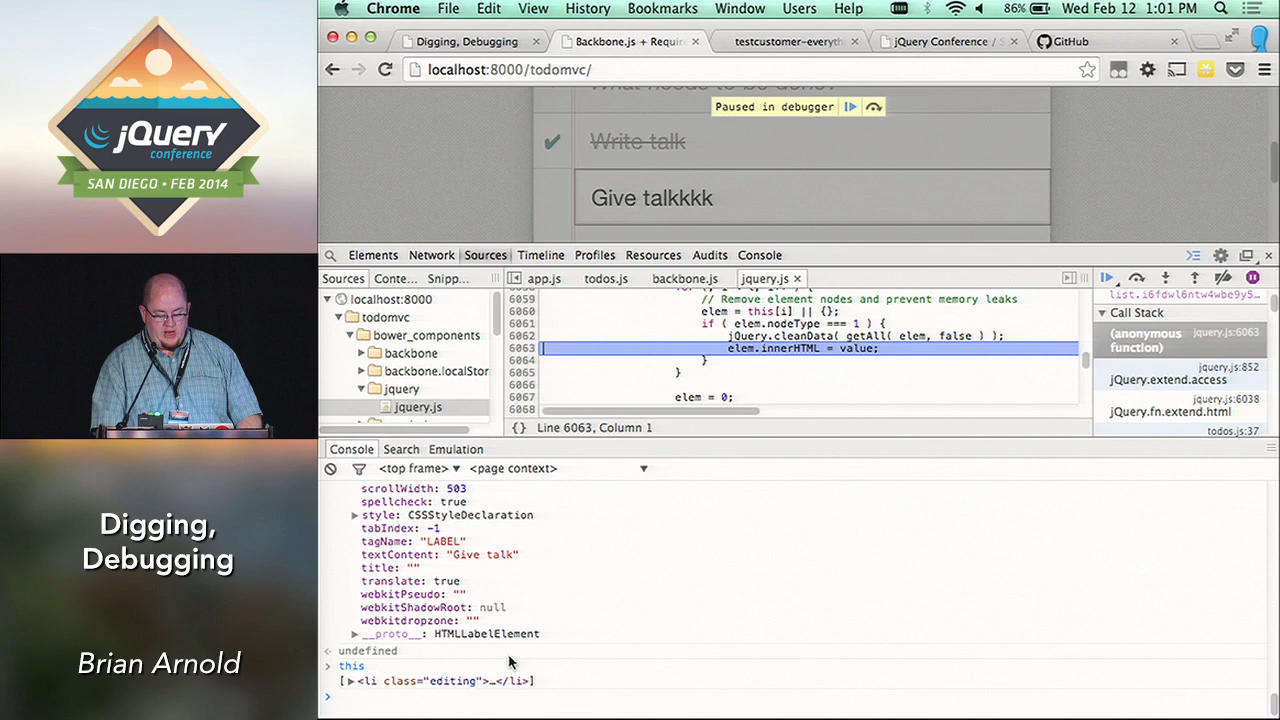 Chrome File Edit View History Bookmarks Window Users Help 86% Wed Feb 12 1:01 PM
Digging, Debugging
Backbone.js + Requir
testcustomer-everyth
jQuery Conference / S
GitHub
localhost:8000/todomvc/
What needs to be done?
Paused in debugger
Write talk
Give talkkkk
jQuery
conference
SAN DIEGO • FEB 2014
Elements Network Sources Timeline Profiles Resources Audits Console
Sources Conte... Snipp...
app.js todos.js backbone.js jquery.js
localhost:8000
todomvc
bower_components
backbone
backbone.localStor
jquery
jquery.js
6059 // Remove element nodes and prevent memory leaks
6060 elem = this[i] || {};
6061 if ( elem.nodeType === 1 ) {
6062 jQuery.cleanData( getAll( elem, false ) );
6063 elem.innerHTML = value;
6064 }
6065 }
6066
6067 elem = 0;
6068
{} Line 6063, Column 1
list.i6fdwl6ntw4wbe9y5...
Call Stack
(anonymous function) jquery.js:6063
jquery.js:852
jQuery.extend.access
jquery.js:6038
jQuery.fn.extend.html
todos.js:37
Console Search Emulation
<top frame> <page context>
scrollWidth: 503
spellcheck: true
style: CSSStyleDeclaration
tabIndex: -1
tagName: "LABEL"
textContent: "Give talk"
title: ""
translate: true
webkitPseudo: ""
webkitShadowRoot: null
webkitdropzone: ""
__proto__: HTMLLabelElement
undefined
this
[<li class="editing">…</li>]
Digging,
Debugging
Brian Arnold